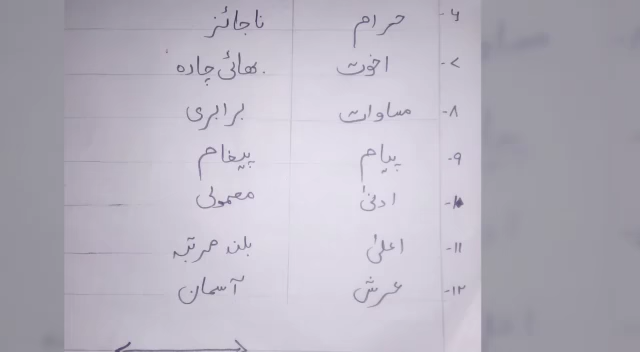 ۶- حرام ناجائز
۷- اخوت بھائی چارہ
۸- مساوات برابری
۹- پیام پیغام
۱۰- ادنیٰ معمولی
۱۱- اعلیٰ بلند مرتبہ
۱۲- عرش آسمان